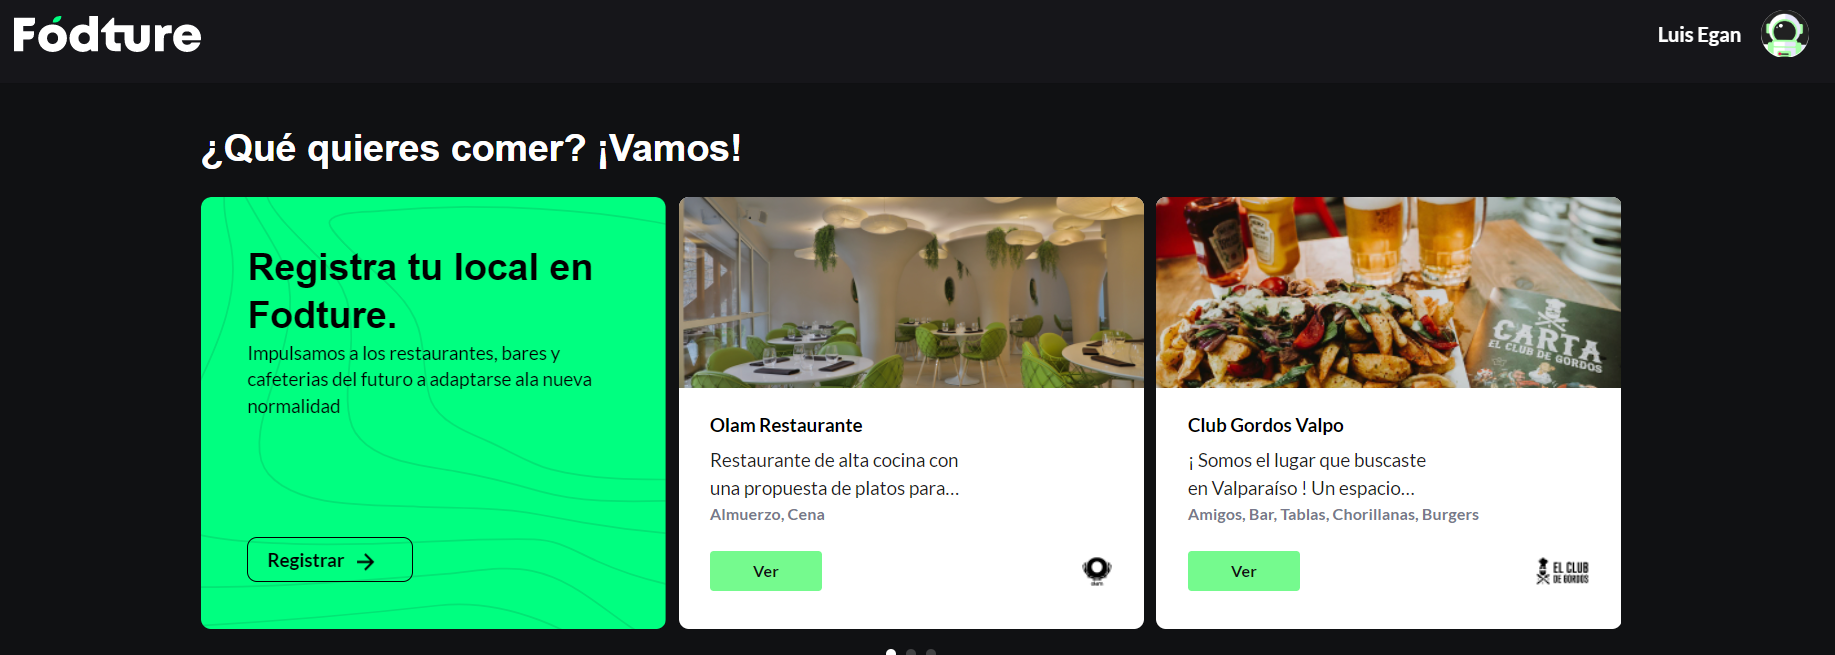 Fódture
Luis Egan
¿Qué quieres comer? ¡Vamos!
Registra tu local en
Fodture.
Impulsamos a los restaurantes, bares y
cafeterias del futuro a adaptarse ala nueva
normalidad
Registrar
Olam Restaurante
Restaurante de alta cocina con
una propuesta de platos para...
Almuerzo, Cena
Ver
HEINZ
CARTA
EL CLUB DE GORDOS
Club Gordos Valpo
¡ Somos el lugar que buscaste
en Valparaíso ! Un espacio...
Amigos, Bar, Tablas, Chorillanas, Burgers
Ver
EL CLUB
DE GORDOS